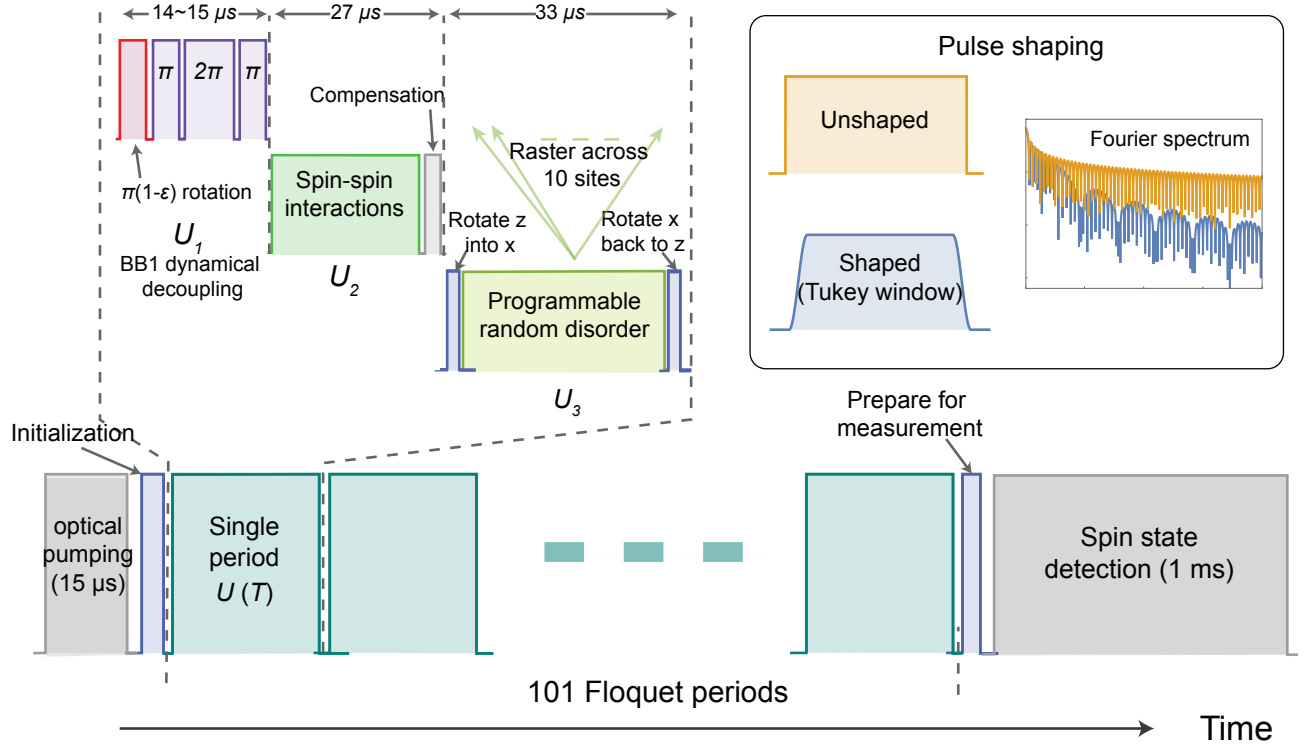 14~15 µs
27 µs
33 µs
π
2π
π
π(1-ε) rotation
U1
BB1 dynamical
decoupling
Compensation
Spin-spin
interactions
U2
Raster across
10 sites
Rotate z
into x
Rotate x
back to z
Programmable
random disorder
U3
Pulse shaping
Unshaped
Shaped
(Tukey window)
Fourier spectrum
Initialization
optical
pumping
(15 µs)
Single
period
U (T)
Prepare for
measurement
Spin state
detection (1 ms)
101 Floquet periods
Time